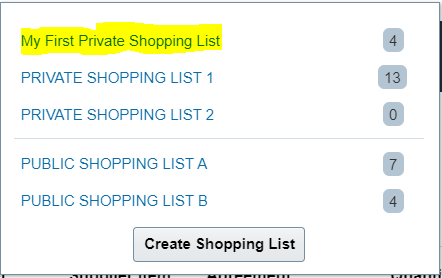 My First Private Shopping List 4
PRIVATE SHOPPING LIST 1 13
PRIVATE SHOPPING LIST 2 0
PUBLIC SHOPPING LIST A 7
PUBLIC SHOPPING LIST B 4
Create Shopping List